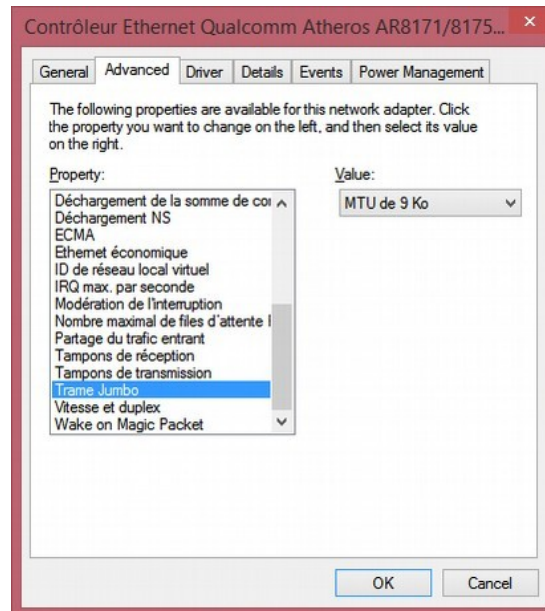 Contrôleur Ethernet Qualcomm Atheros AR8171/8175...
General Advanced Driver Details Events Power Management
The following properties are available for this network adapter. Click
the property you want to change on the left, and then select its value
on the right.
Property:
Value:
Déchargement de la somme de con
MTU de 9 Ko
Déchargement NS
ECMA
Ethernet économique
ID de réseau local virtuel
IRQ max. par seconde
Modération de l'interruption
Nombre maximal de files d'attente
Partage du trafic entrant
Tampons de réception
Tampons de transmission
Trame Jumbo
Vitesse et duplex
Wake on Magic Packet
OK Cancel